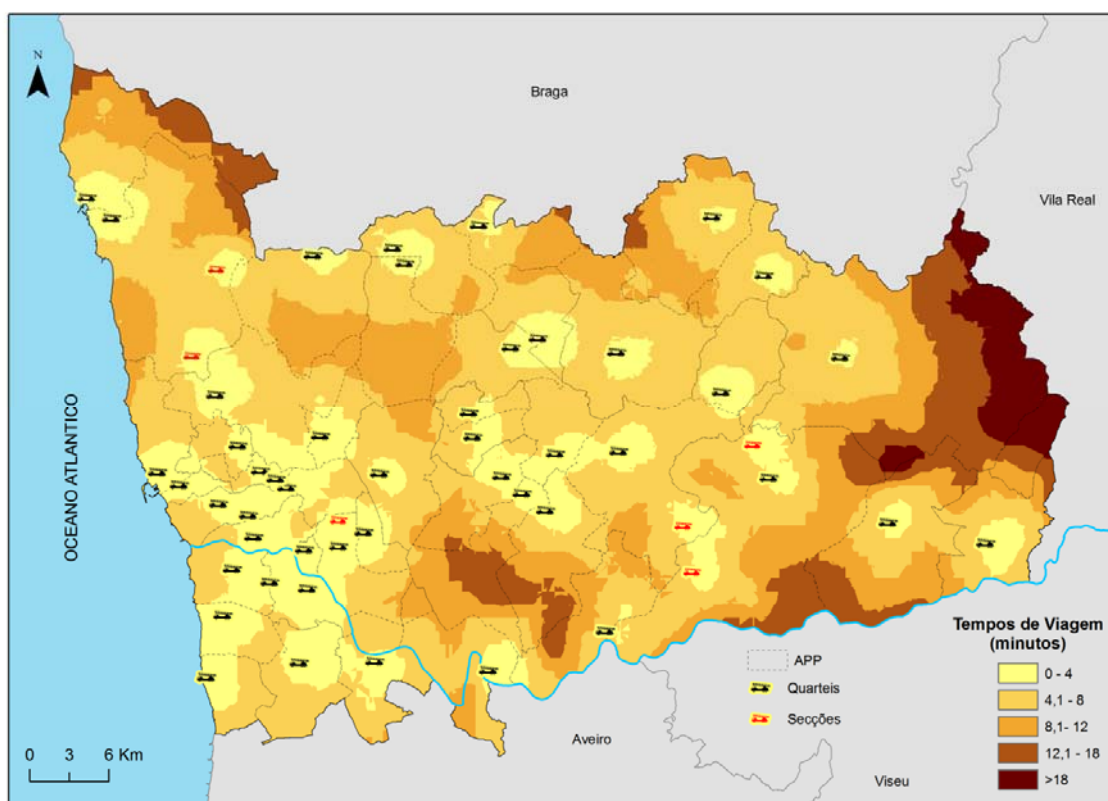 N
Braga
Vila Real
OCEANO ATLANTICO
Tempos de Viagem
(minutos)
0 - 4
4,1 - 8
8,1- 12
12,1 - 18
>18
APP
Quarteis
Secções
Aveiro
Viseu
0 3 6 Km